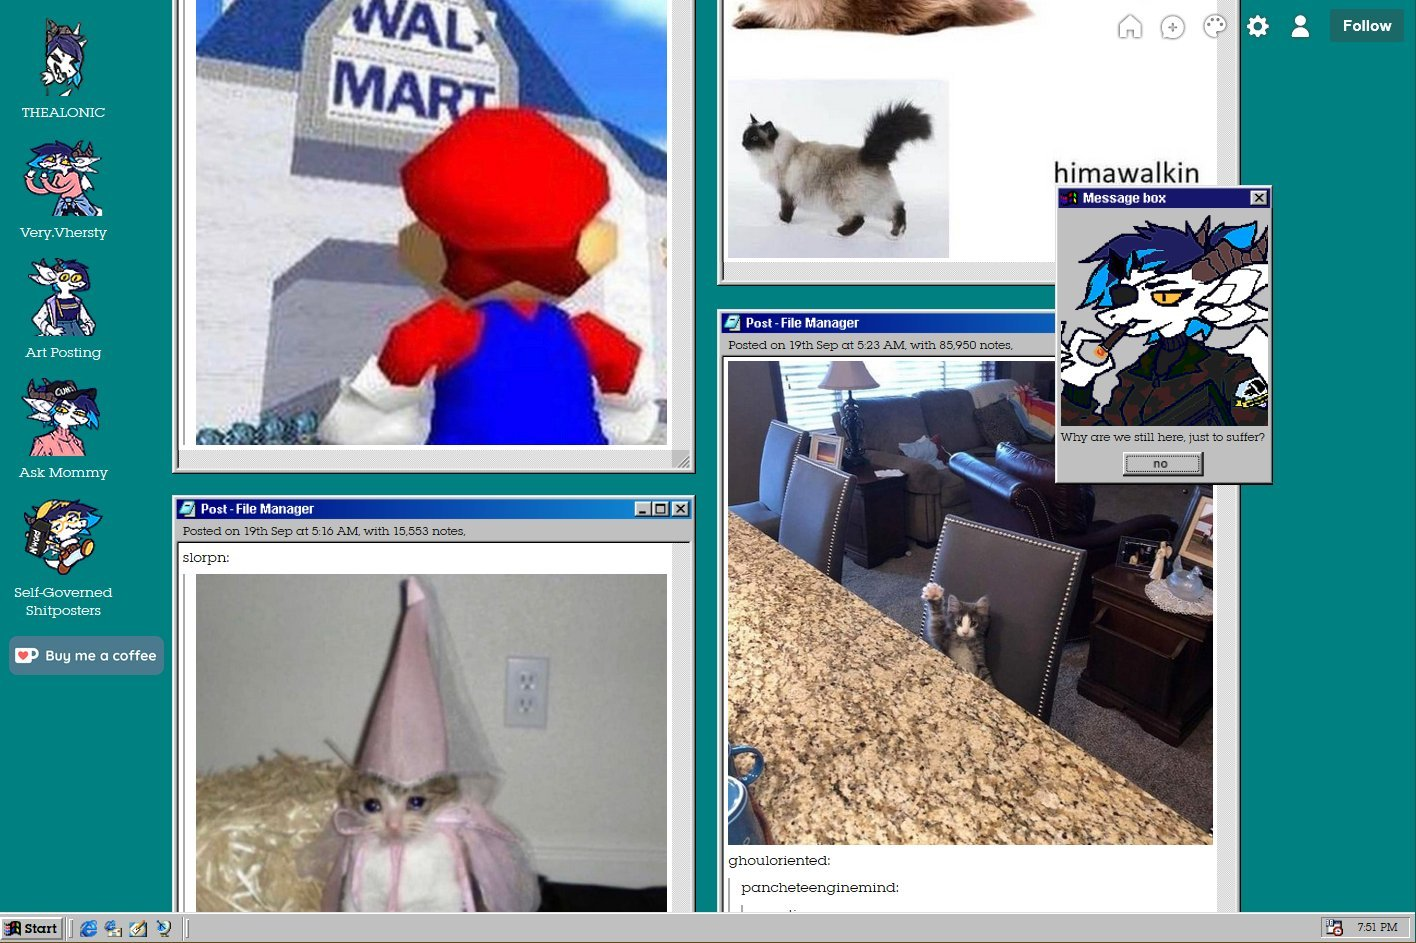 THEALONIC
Very.Vhersty
Art Posting
Ask Mommy
Self-Governed
Shitposters
Buy me a coffee
WAL
MART
Post - File Manager
Posted on 19th Sep at 5:16 AM, with 15,553 notes,
slorpn:
Follow
himawalkin
Message box
Why are we still here, just to suffer?
no
Post - File Manager
Posted on 19th Sep at 5:23 AM, with 85,950 notes,
ghouloriented:
pancheteenginemind:
Start
7:51 PM